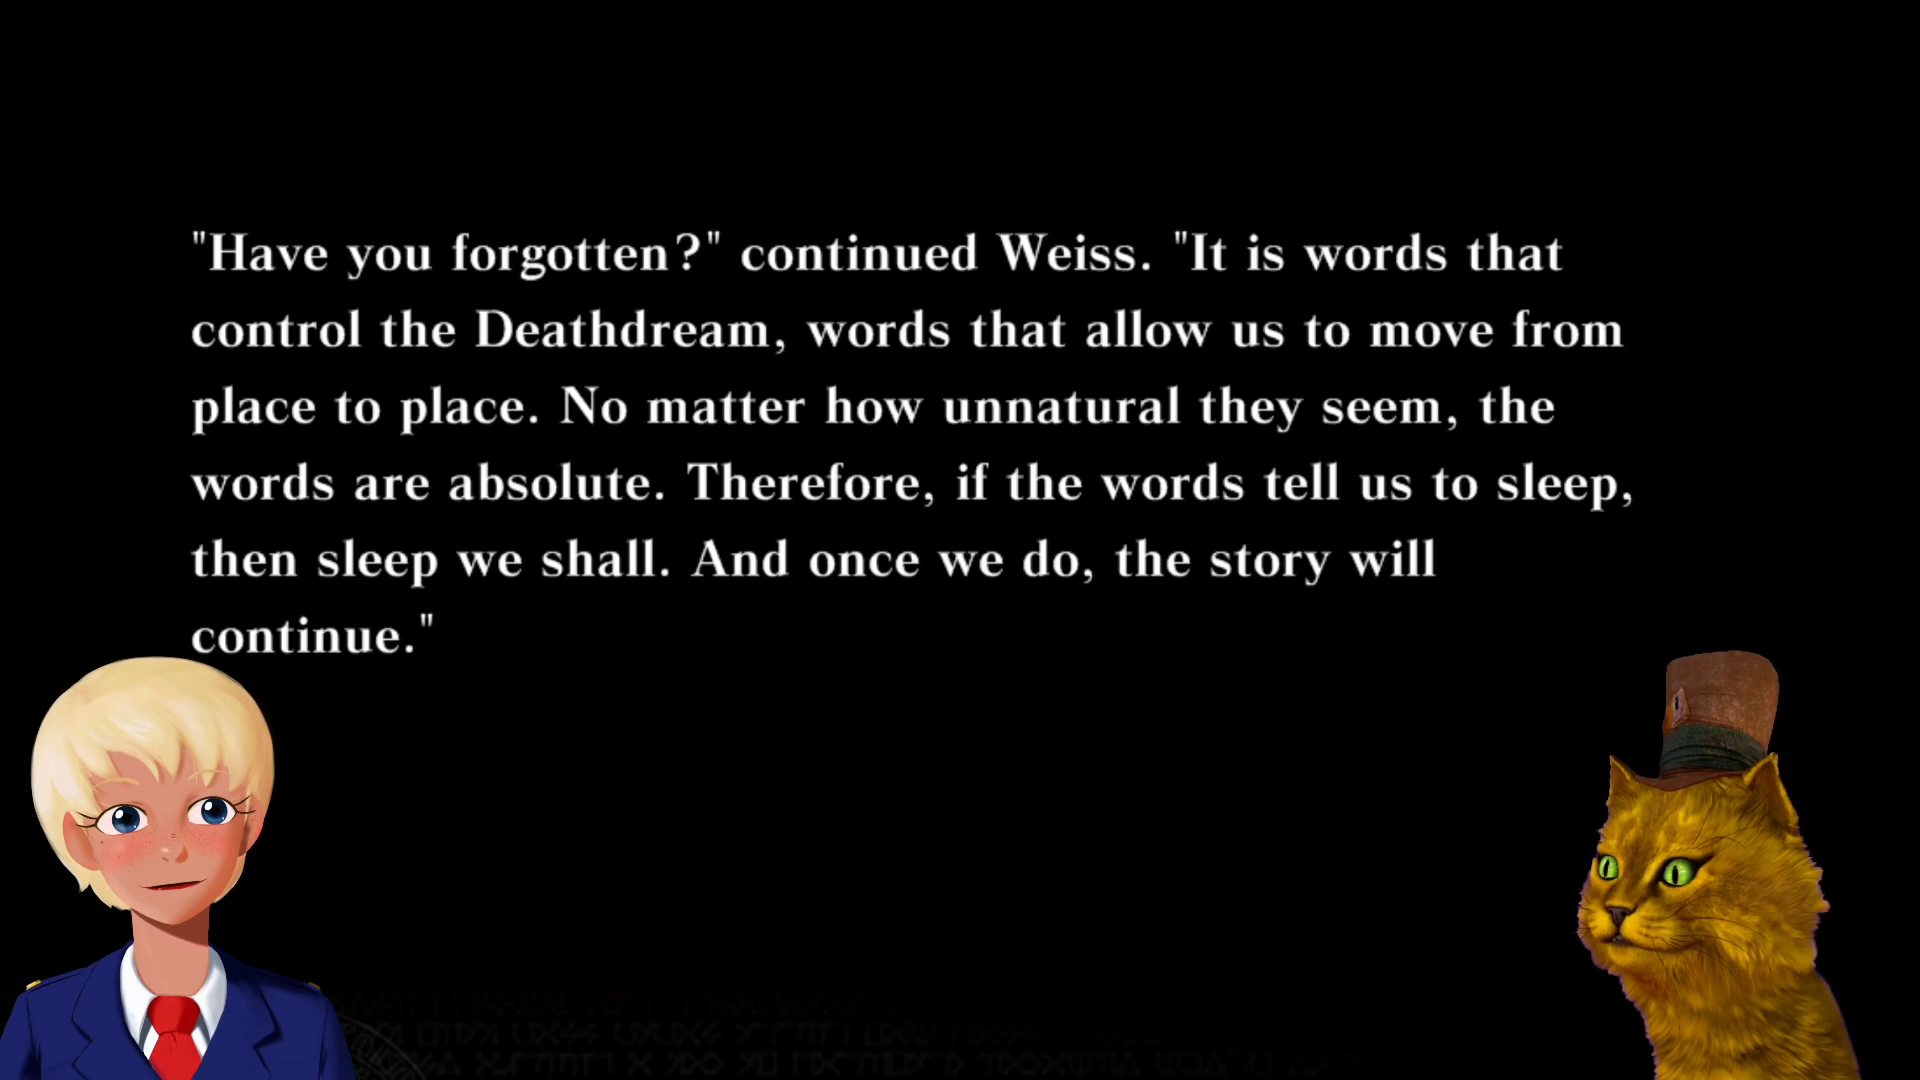 "Have you forgotten?" continued Weiss. "It is words that
control the Deathdream, words that allow us to move from
place to place. No matter how unnatural they seem, the
words are absolute. Therefore, if the words tell us to sleep,
then sleep we shall. And once we do, the story will
continue."